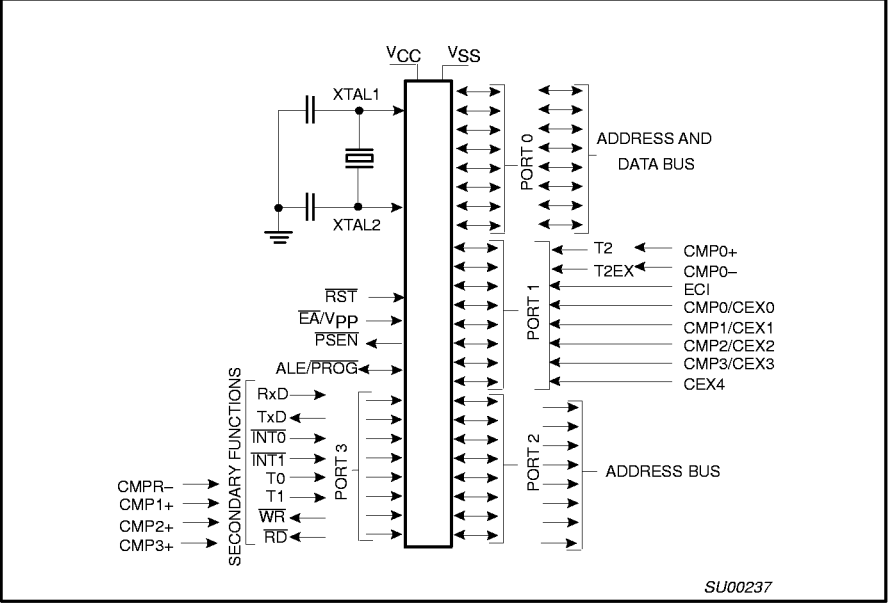 VCC VSS
XTAL1
XTAL2
PORT 0
ADDRESS AND
DATA BUS
RST
EA/VPP
PSEN
ALE/PROG
PORT 1
T2 CMP0+
T2EX CMP0–
ECI
CMP0/CEX0
CMP1/CEX1
CMP2/CEX2
CMP3/CEX3
CEX4
SECONDARY FUNCTIONS
RxD
TxD
INT0
INT1
T0
T1
WR
RD
CMPR–
CMP1+
CMP2+
CMP3+
PORT 3
PORT 2
ADDRESS BUS
SU00237